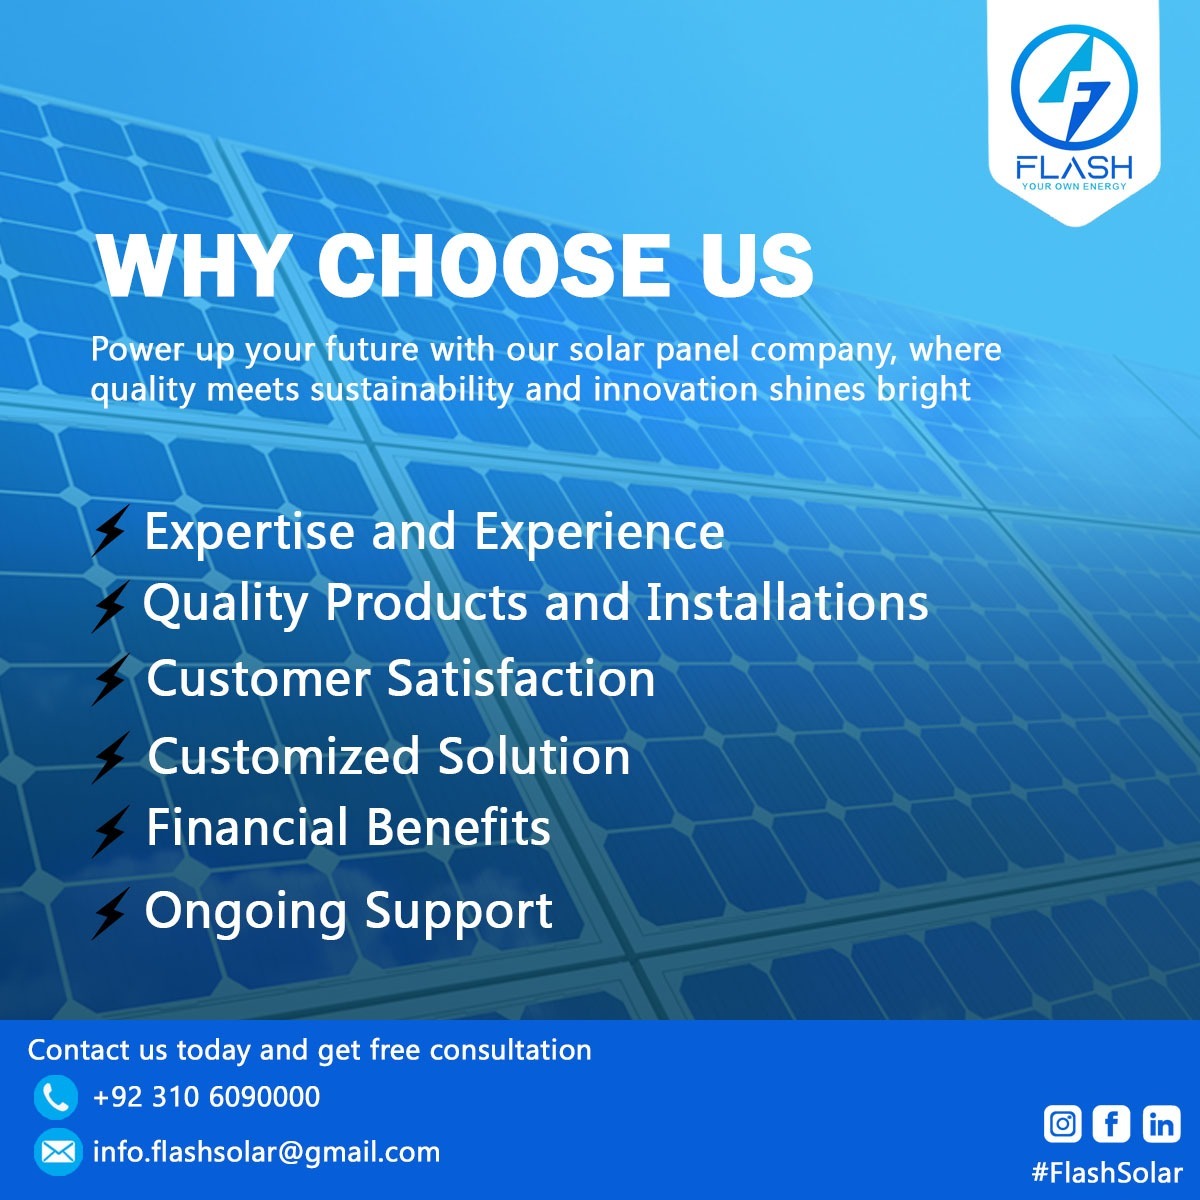 FLASH
YOUR OWN ENERGY
WHY CHOOSE US
Power up your future with our solar panel company, where
quality meets sustainability and innovation shines bright
Expertise and Experience
Quality Products and Installations
Customer Satisfaction
Customized Solution
Financial Benefits
Ongoing Support
Contact us today and get free consultation
+92 310 6090000
info.flashsolar@gmail.com
#FlashSolar